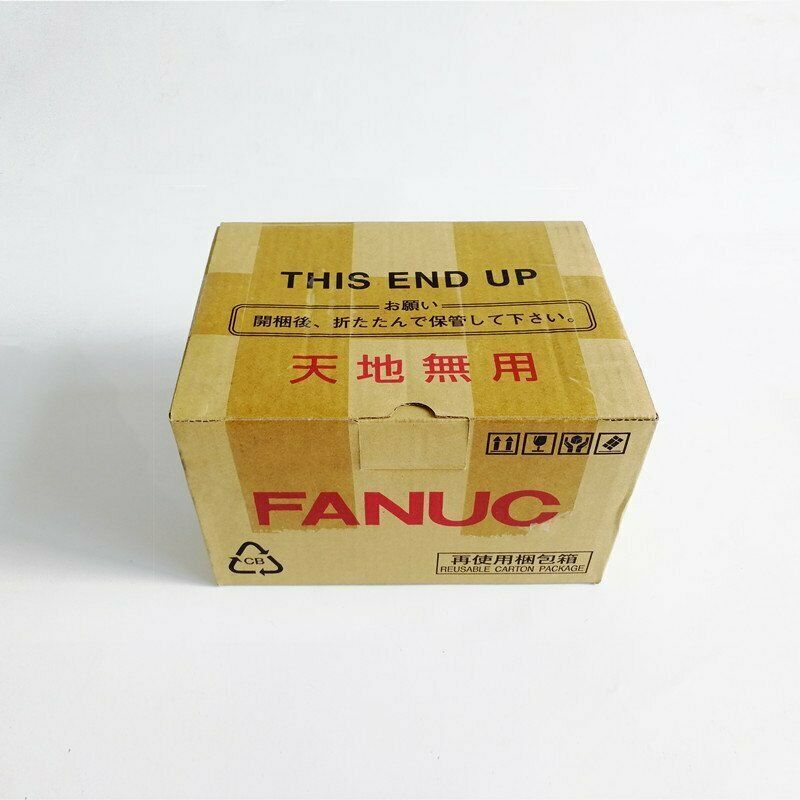 THIS END UP
お願い
開梱後、折たたんで保管して下さい。
天地無用
FANUC
CB
再使用梱包箱
REUSABLE CARTON PACKAGE